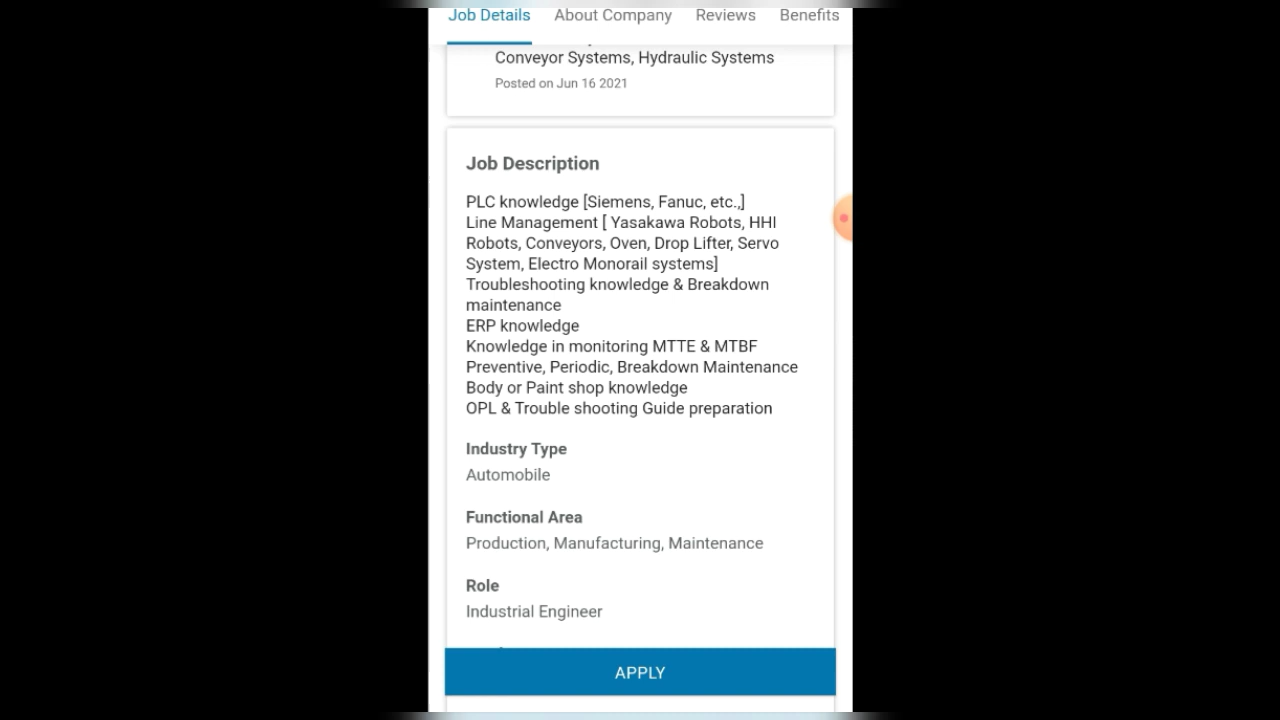 Job Details About Company Reviews Benefits
Conveyor Systems, Hydraulic Systems
Posted on Jun 16 2021
Job Description
PLC knowledge [Siemens, Fanuc, etc.,]
Line Management [ Yasakawa Robots, HHI
Robots, Conveyors, Oven, Drop Lifter, Servo
System, Electro Monorail systems]
Troubleshooting knowledge & Breakdown
maintenance
ERP knowledge
Knowledge in monitoring MTTE & MTBF
Preventive, Periodic, Breakdown Maintenance
Body or Paint shop knowledge
OPL & Trouble shooting Guide preparation
Industry Type
Automobile
Functional Area
Production, Manufacturing, Maintenance
Role
Industrial Engineer
APPLY